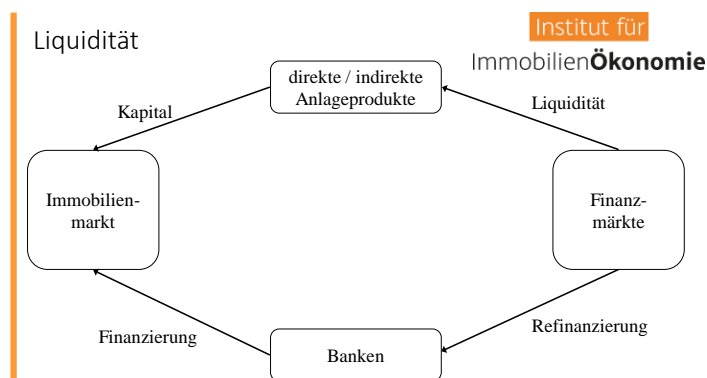 Liquidität
Institut für
ImmobilienÖkonomie
direkte / indirekte
Anlageprodukte
Kapital
Liquidität
Immobilien-
markt
Finanz-
märkte
Finanzierung
Refinanzierung
Banken